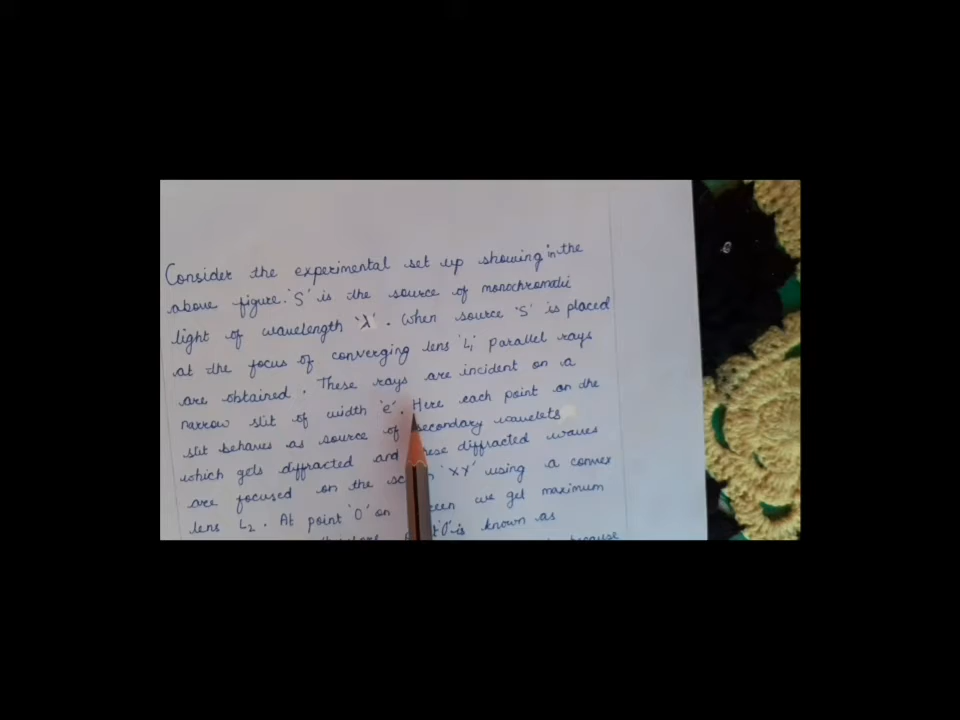 Consider the experimental set up showing in the
above figure. 'S' is the source of monochromatic
light of wavelength 'λ'. When source 'S' is placed
at the focus of converging lens 'L₁' parallel rays
are obtained. These rays are incident on a
narrow slit of width 'e'. Here each point on the
slit behaves as source of secondary wavelets
which gets diffracted and these diffracted waves
are focused on the 'XX' using a convex
lens L₂. At point 'O' on we get maximum
'O' is known as
because